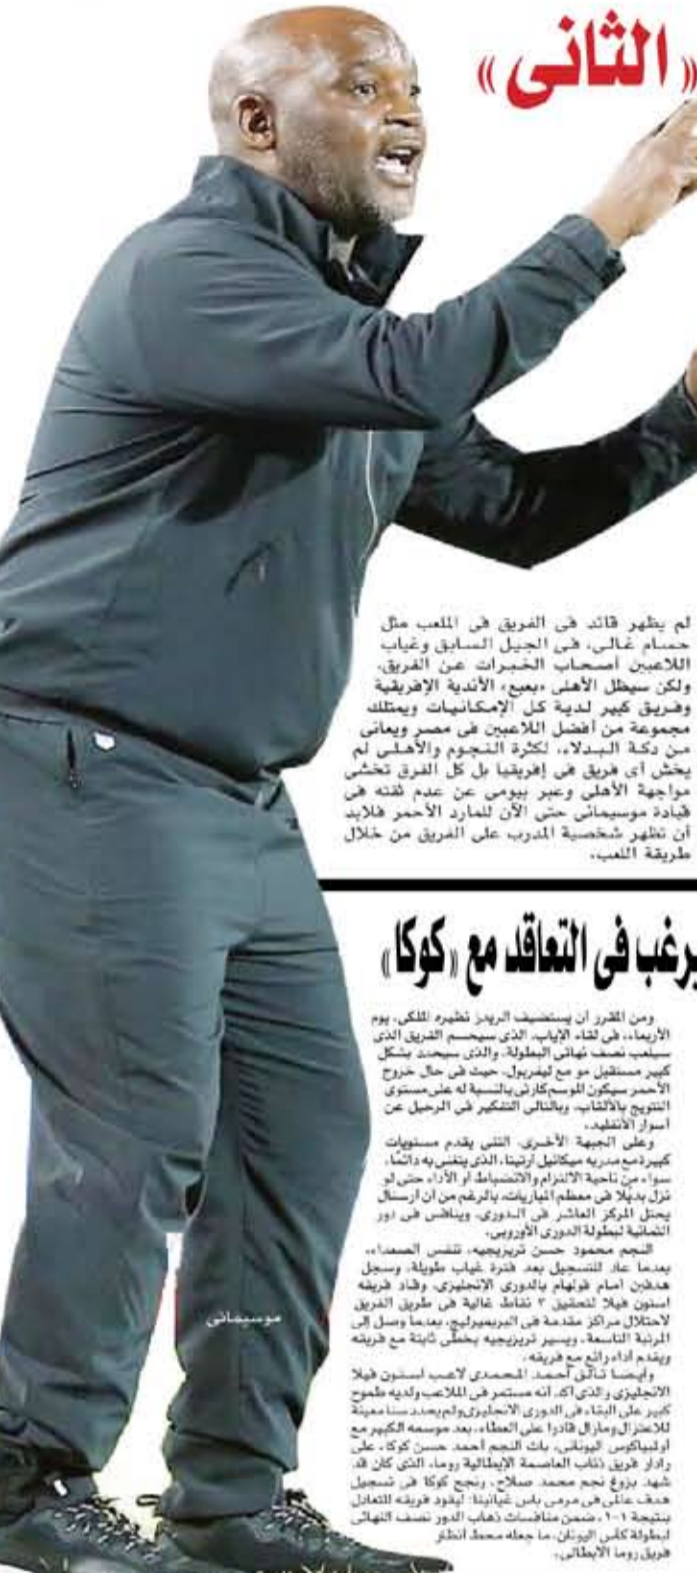 «الثانى»
لم يظهر قائد فى الفريق فى الملعب مثل
حسام غالى، فى الجيل السابق وغياب
اللاعبين أصحاب الخبرات عن الفريق،
ولكن سيظل الأهلى «بعبع» الأندية الإفريقية
وفريق كبير لدية كل الإمكانيات ويمتلك
مجموعة من أفضل اللاعبين فى مصر ويعانى
من دكة البدلاء، لكثرة النجوم والأهلى لم
يخش أى فريق فى إفريقيا بل كل الفرق تخشى
مواجهة الأهلى وعبر بيومى عن عدم ثقته فى
قيادة موسيمانى حتى الآن للمارد الأحمر فلابد
أن تظهر شخصية المدرب على الفريق من خلال
طريقة اللعب.
يرغب فى التعاقد مع «كوكا»
ومن المقرر أن يستضيف الريدز نظيره الملكى، يوم
الأربعاء، فى لقاء الإياب، الذى سيحسم الفريق الذى
سيلعب نصف نهائى البطولة، والذى سيحدد بشكل
كبير مستقبل مو مع ليفربول، حيث فى حال خروج
الأحمر سيكون الموسم كارثى بالنسبة له على مستوى
التتويج بالألقاب، وبالتالى التفكير فى الرحيل عن
أسوار الأنفليد.
وعلى الجبهة الأخرى، الننى يقدم مستويات
كبيرة مع مدربه ميكائيل أرتيتا، الذى يتغنى به دائمًا،
سواء من ناحية الالتزام والانضباط أو الأداء حتى لو
نزل بديلًا فى معظم المباريات، بالرغم من أن أرسنال
يحتل المركز العاشر فى الدورى، وينافس فى دور
الثمانية لبطولة الدورى الأوروبى.
النجم محمود حسن تريزيجيه، تنفس الصعداء،
بعدما عاد للتسجيل بعد فترة غياب طويلة، وسجل
هدفين أمام فولهام بالدورى الإنجليزى، وقاد فريقه
استون فيلا لتحقيق ٣ نقاط غالية فى طريق الفريق
لاحتلال مراكز متقدمة فى البريميرليج، بعدما وصل إلى
المرتبة التاسعة، ويسير تريزيجيه بخطًى ثابتة مع فريقه
ويقدم أداء رائع مع فريقه.
وأيضا تألق أحمد المحمدى لاعب استون فيلا
الانجليزى والذى أكد أنه مستمر فى الملاعب ولديه طموح
كبير على البقاء فى الدورى الانجليزى ولم يحدد سنا معينة
للاعتزال ومازال قادرا على العطاء، بعد موسمه الكبير مع
أولبياكوس اليونانى، بات النجم أحمد حسن كوكا، على
رادار فريق ذئاب العاصمة الإيطالية روما، الذى كان قد
شهد بزوغ نجم محمد صلاح، ونجح كوكا فى تسجيل
هدف عالمى فى مرمى باس غيانينا، ليقود فريقه للتعادل
بنتيجة ١-١، ضمن منافسات ذهاب الدور نصف النهائى
لبطولة كأس اليونان، ما جعله محط أنظار
فريق روما الايطالى.
موسيمانى